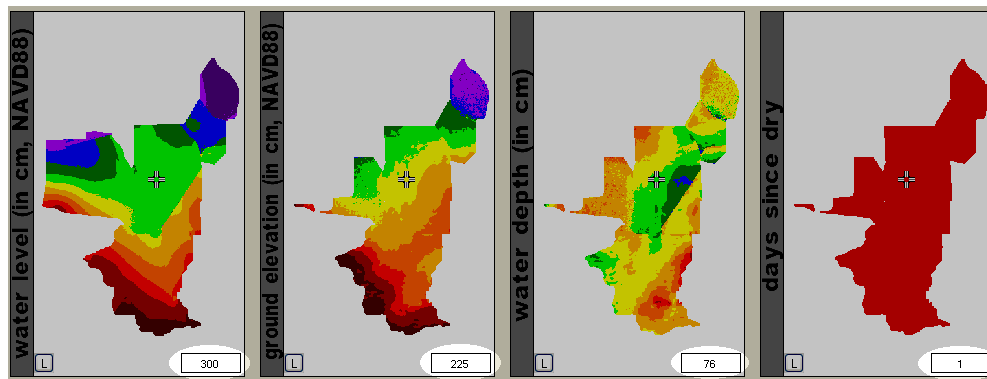 water level (in cm, NAVD88)
L
300
ground elevation (in cm, NAVD88)
L
225
water depth (in cm)
L
76
days since dry
L
1